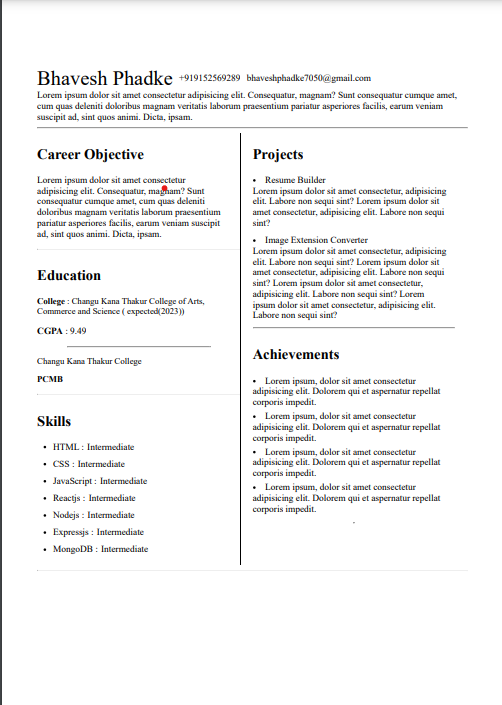 Bhavesh Phadke +919152569289 bhaveshphadke7050@gmail.com
Lorem ipsum dolor sit amet consectetur adipisicing elit. Consequatur, magnam? Sunt consequatur cumque amet,
cum quas deleniti doloribus magnam veritatis laborum praesentium pariatur asperiores facilis, earum veniam
suscipit ad, sint quos animi. Dicta, ipsam.
Career Objective
Lorem ipsum dolor sit amet consectetur
adipisicing elit. Consequatur, magnam? Sunt
consequatur cumque amet, cum quas deleniti
doloribus magnam veritatis laborum praesentium
pariatur asperiores facilis, earum veniam suscipit
ad, sint quos animi. Dicta, ipsam.
Education
College : Changu Kana Thakur College of Arts,
Commerce and Science ( expected(2023))
CGPA : 9.49
Changu Kana Thakur College
PCMB
Skills
• HTML : Intermediate
• CSS : Intermediate
• JavaScript : Intermediate
• Reactjs : Intermediate
• Nodejs : Intermediate
• Expressjs : Intermediate
• MongoDB : Intermediate
Projects
• Resume Builder
Lorem ipsum dolor sit amet consectetur, adipisicing
elit. Labore non sequi sint? Lorem ipsum dolor sit
amet consectetur, adipisicing elit. Labore non sequi
sint?
• Image Extension Converter
Lorem ipsum dolor sit amet consectetur, adipisicing
elit. Labore non sequi sint? Lorem ipsum dolor sit
amet consectetur, adipisicing elit. Labore non sequi
sint? Lorem ipsum dolor sit amet consectetur,
adipisicing elit. Labore non sequi sint? Lorem
ipsum dolor sit amet consectetur, adipisicing elit.
Labore non sequi sint?
Achievements
• Lorem ipsum, dolor sit amet consectetur
adipisicing elit. Dolorem qui et aspernatur repellat
corporis impedit.
• Lorem ipsum, dolor sit amet consectetur
adipisicing elit. Dolorem qui et aspernatur repellat
corporis impedit.
• Lorem ipsum, dolor sit amet consectetur
adipisicing elit. Dolorem qui et aspernatur repellat
corporis impedit.
• Lorem ipsum, dolor sit amet consectetur
adipisicing elit. Dolorem qui et aspernatur repellat
corporis impedit.
.